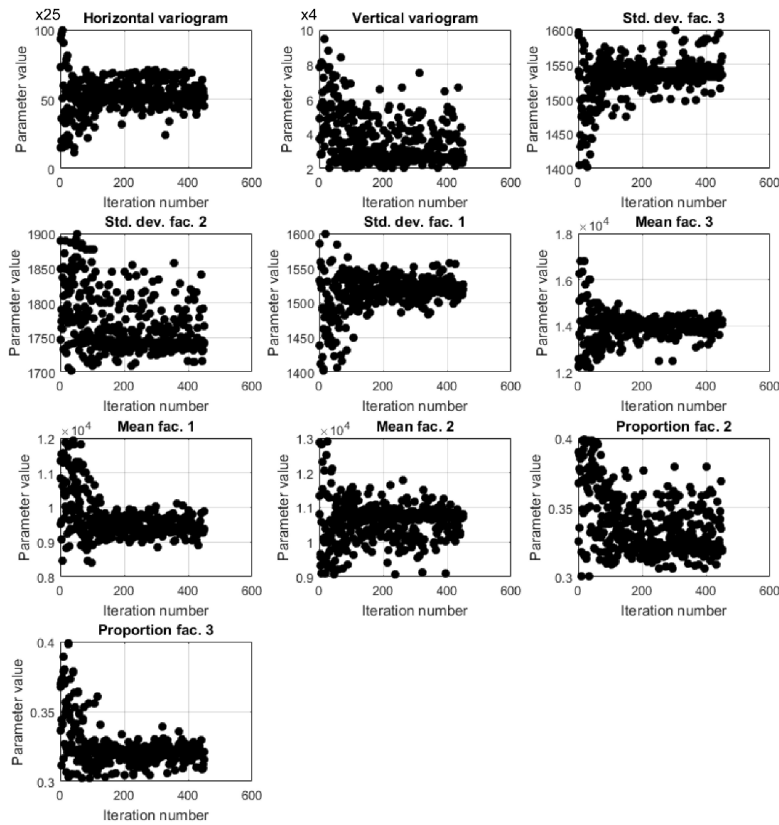 x25
Horizontal variogram
100
50
0
Parameter value
0 200 400 600
Iteration number
x4
Vertical variogram
10
8
6
4
2
Parameter value
0 200 400 600
Iteration number
Std. dev. fac. 3
1600
1550
1500
1450
1400
Parameter value
0 200 400 600
Iteration number
Std. dev. fac. 2
1900
1850
1800
1750
1700
Parameter value
0 200 400 600
Iteration number
Std. dev. fac. 1
1600
1550
1500
1450
1400
Parameter value
0 200 400 600
Iteration number
Mean fac. 3
× 10⁴
1.8
1.6
1.4
1.2
Parameter value
0 200 400 600
Iteration number
Mean fac. 1
× 10⁴
1.2
1.1
1
0.9
0.8
Parameter value
0 200 400 600
Iteration number
Mean fac. 2
× 10⁴
1.3
1.2
1.1
1
0.9
Parameter value
0 200 400 600
Iteration number
Proportion fac. 2
0.4
0.35
0.3
Parameter value
0 200 400 600
Iteration number
Proportion fac. 3
0.4
0.35
0.3
Parameter value
0 200 400 600
Iteration number